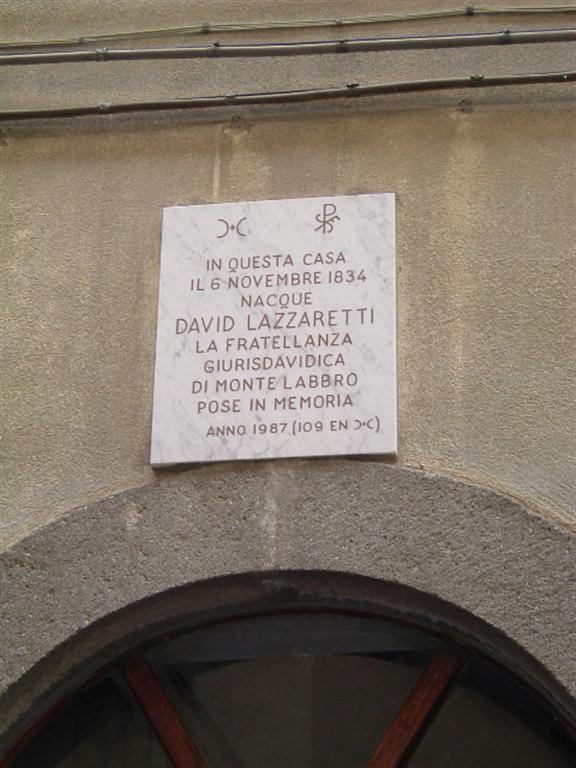 Ɔ+C ☧
IN QUESTA CASA
IL 6 NOVEMBRE 1834
NACQUE
DAVID LAZZARETTI
LA FRATELLANZA
GIURISDAVIDICA
DI MONTE LABBRO
POSE IN MEMORIA
ANNO 1987 (109 EN Ɔ+C)